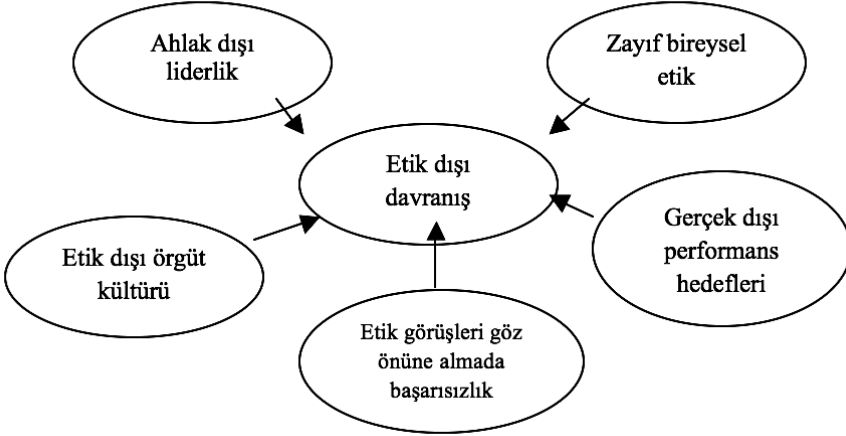 Ahlak dışı
liderlik
Zayıf bireysel
etik
Etik dışı
davranış
Etik dışı örgüt
kültürü
Gerçek dışı
performans
hedefleri
Etik görüşleri göz
önüne almada
başarısızlık